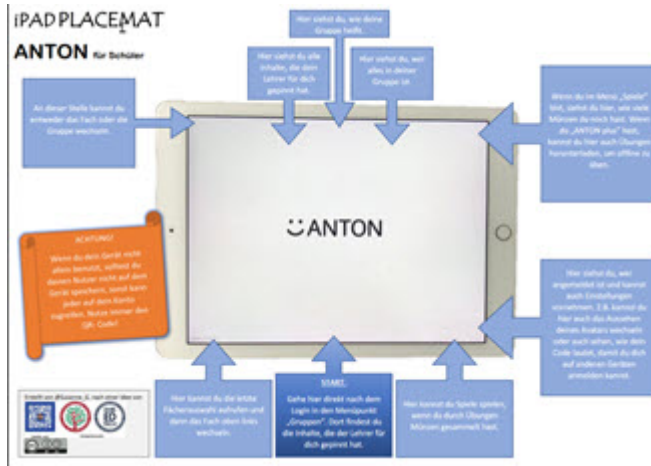 iPAD PLACEMAT
ANTON für Schüler
Hier siehst du, wie deine
Gruppe heißt.
Hier siehst du alle
Inhalte, die dein
Lehrer für dich
gepinnt hat.
Hier siehst du, wer
alles in deiner
Gruppe ist
An dieser Stelle kannst du
entweder das Fach oder die
Gruppe wechseln.
Wenn du im Menü „Spiele“
bist, siehst du hier, wie viele
Münzen du noch hast. Wenn
du „ANTON plus“ hast,
kannst du hier auch Übungen
herunterladen, um offline zu
üben.
ANTON
ACHTUNG!
Wenn du dein Gerät nicht
allein benutzt, solltest du
deinen Nutzer nicht auf dem
Gerät speichern, sonst kann
jeder auf dein Konto
zugreifen. Nutze immer den
QR- Code!
Hier siehst du, wer
angemeldet ist und kannst
auch Einstellungen
vornehmen. Z.B. kannst du
hier auch das Aussehen
deines Avatars wechseln
oder auch sehen, wie dein
Code lautet, damit du dich
auf anderen Geräten
anmelden kannst.
Hier kannst du die letzte
Fächerauswahl aufrufen und
dann das Fach oben links
wechseln.
START:
Gehe hier direkt nach dem
Login in den Menüpunkt
„Gruppen“. Dort findest du
die Inhalte, die der Lehrer für
dich gepinnt hat.
Hier kannst du Spiele spielen,
wenn du durch Übungen
Münzen gesammelt hast.
Erstellt von @Susanne_G, nach einer Idee von